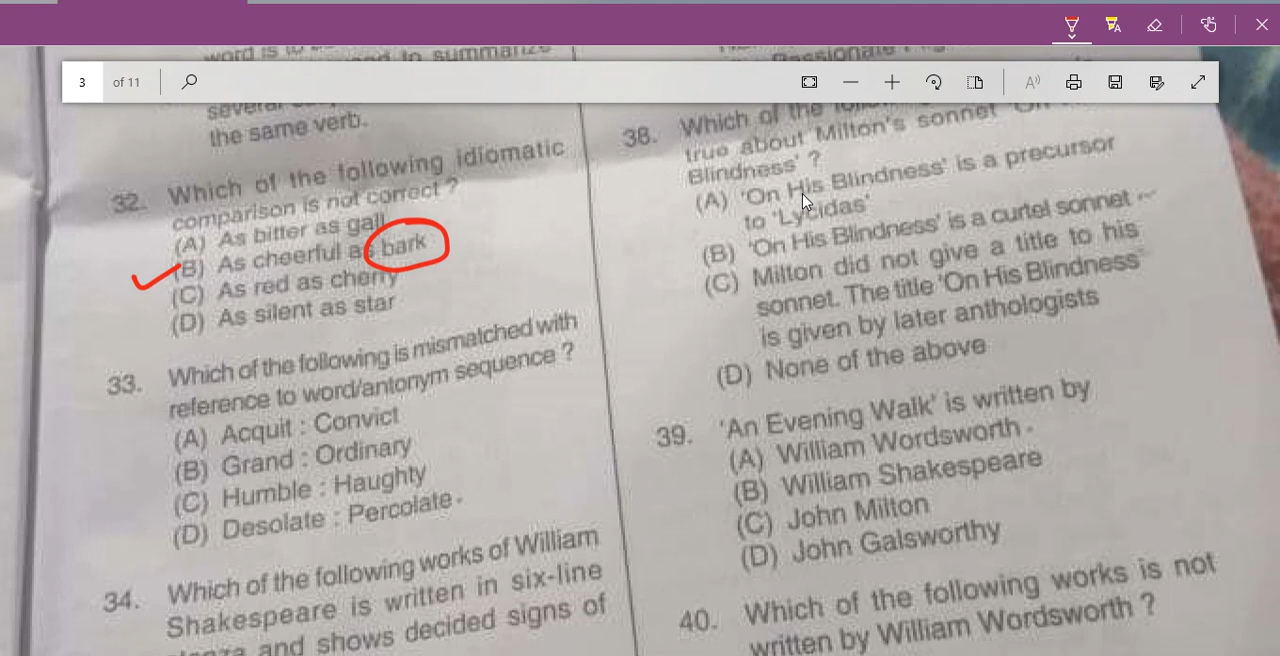 3 of 11
to summarize
the same verb.
32. Which of the following idiomatic
comparison is not correct ?
(A) As bitter as gall
(B) As cheerful as bark
(C) As red as cherry
(D) As silent as star
33. Which of the following is mismatched with
reference to word/antonym sequence ?
(A) Acquit : Convict
(B) Grand : Ordinary
(C) Humble : Haughty
(D) Desolate : Percolate
34. Which of the following works of William
Shakespeare is written in six-line
and shows decided signs of
Passionate
38. Which of the
true about Milton's sonnet 'On
Blindness' ?
(A) 'On His Blindness' is a precursor
to 'Lycidas'
(B) 'On His Blindness' is a curtel sonnet
(C) Milton did not give a title to his
sonnet. The title 'On His Blindness'
is given by later anthologists
(D) None of the above
39. 'An Evening Walk' is written by
(A) William Wordsworth
(B) William Shakespeare
(C) John Milton
(D) John Galsworthy
40. Which of the following works is not
written by William Wordsworth ?